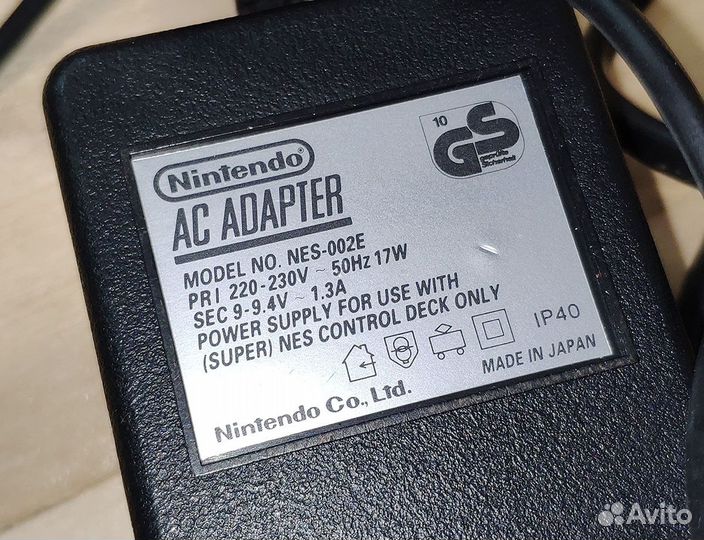 10
GS
geprüfte
Sicherheit
Nintendo®
AC ADAPTER
MODEL NO. NES-002E
PRI 220-230V ~ 50Hz 17W
SEC 9-9.4V ~ 1.3A
POWER SUPPLY FOR USE WITH
(SUPER) NES CONTROL DECK ONLY
IP40
MADE IN JAPAN
Nintendo Co., Ltd.
Avito